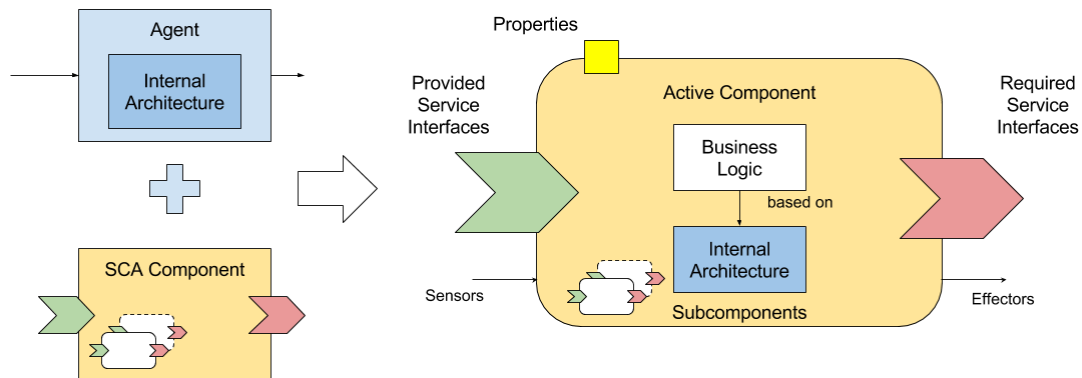 Agent
Internal
Architecture
SCA Component
Properties
Provided
Service
Interfaces
Active Component
Business
Logic
based on
Internal
Architecture
Subcomponents
Sensors
Required
Service
Interfaces
Effectors